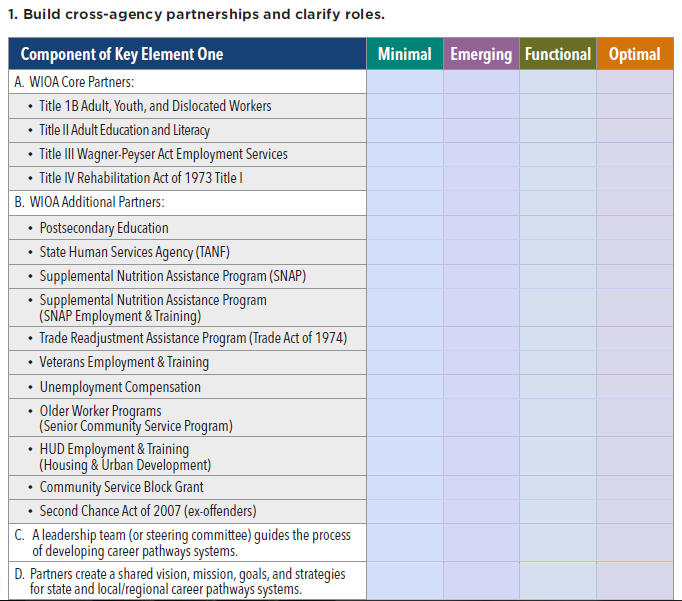 1. Build cross-agency partnerships and clarify roles.
Component of Key Element One Minimal Emerging Functional Optimal
A. WIOA Core Partners:
• Title 1B Adult, Youth, and Dislocated Workers
• Title II Adult Education and Literacy
• Title III Wagner-Peyser Act Employment Services
• Title IV Rehabilitation Act of 1973 Title I
B. WIOA Additional Partners:
• Postsecondary Education
• State Human Services Agency (TANF)
• Supplemental Nutrition Assistance Program (SNAP)
• Supplemental Nutrition Assistance Program
(SNAP Employment & Training)
• Trade Readjustment Assistance Program (Trade Act of 1974)
• Veterans Employment & Training
• Unemployment Compensation
• Older Worker Programs
(Senior Community Service Program)
• HUD Employment & Training
(Housing & Urban Development)
• Community Service Block Grant
• Second Chance Act of 2007 (ex-offenders)
C. A leadership team (or steering committee) guides the process
of developing career pathways systems.
D. Partners create a shared vision, mission, goals, and strategies
for state and local/regional career pathways systems.